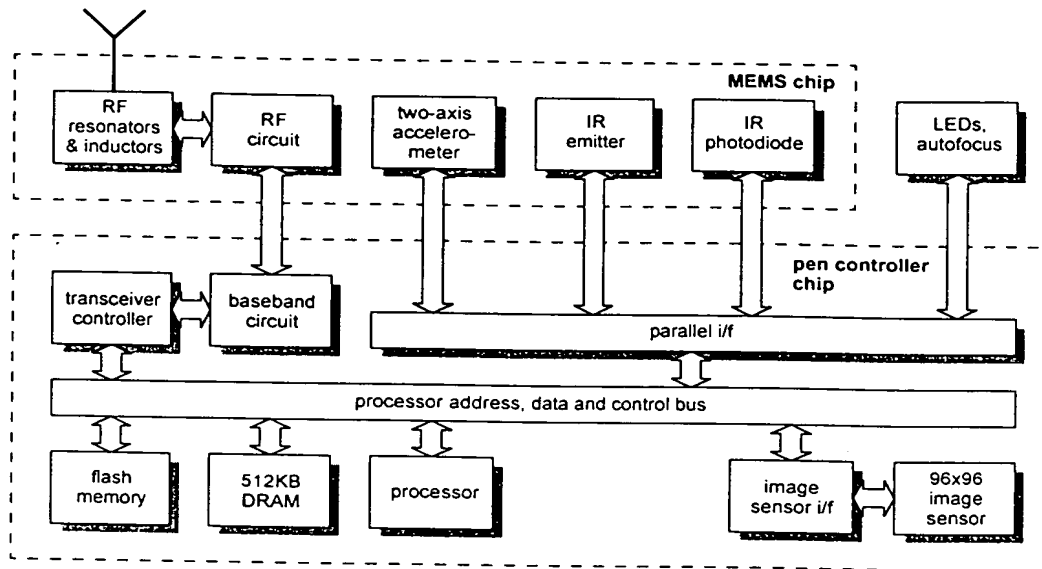 MEMS chip
RF
resonators
& inductors
RF
circuit
two-axis
accelero-
meter
IR
emitter
IR
photodiode
LEDs,
autofocus
pen controller
chip
transceiver
controller
baseband
circuit
parallel i/f
processor address, data and control bus
flash
memory
512KB
DRAM
processor
image
sensor i/f
96x96
image
sensor